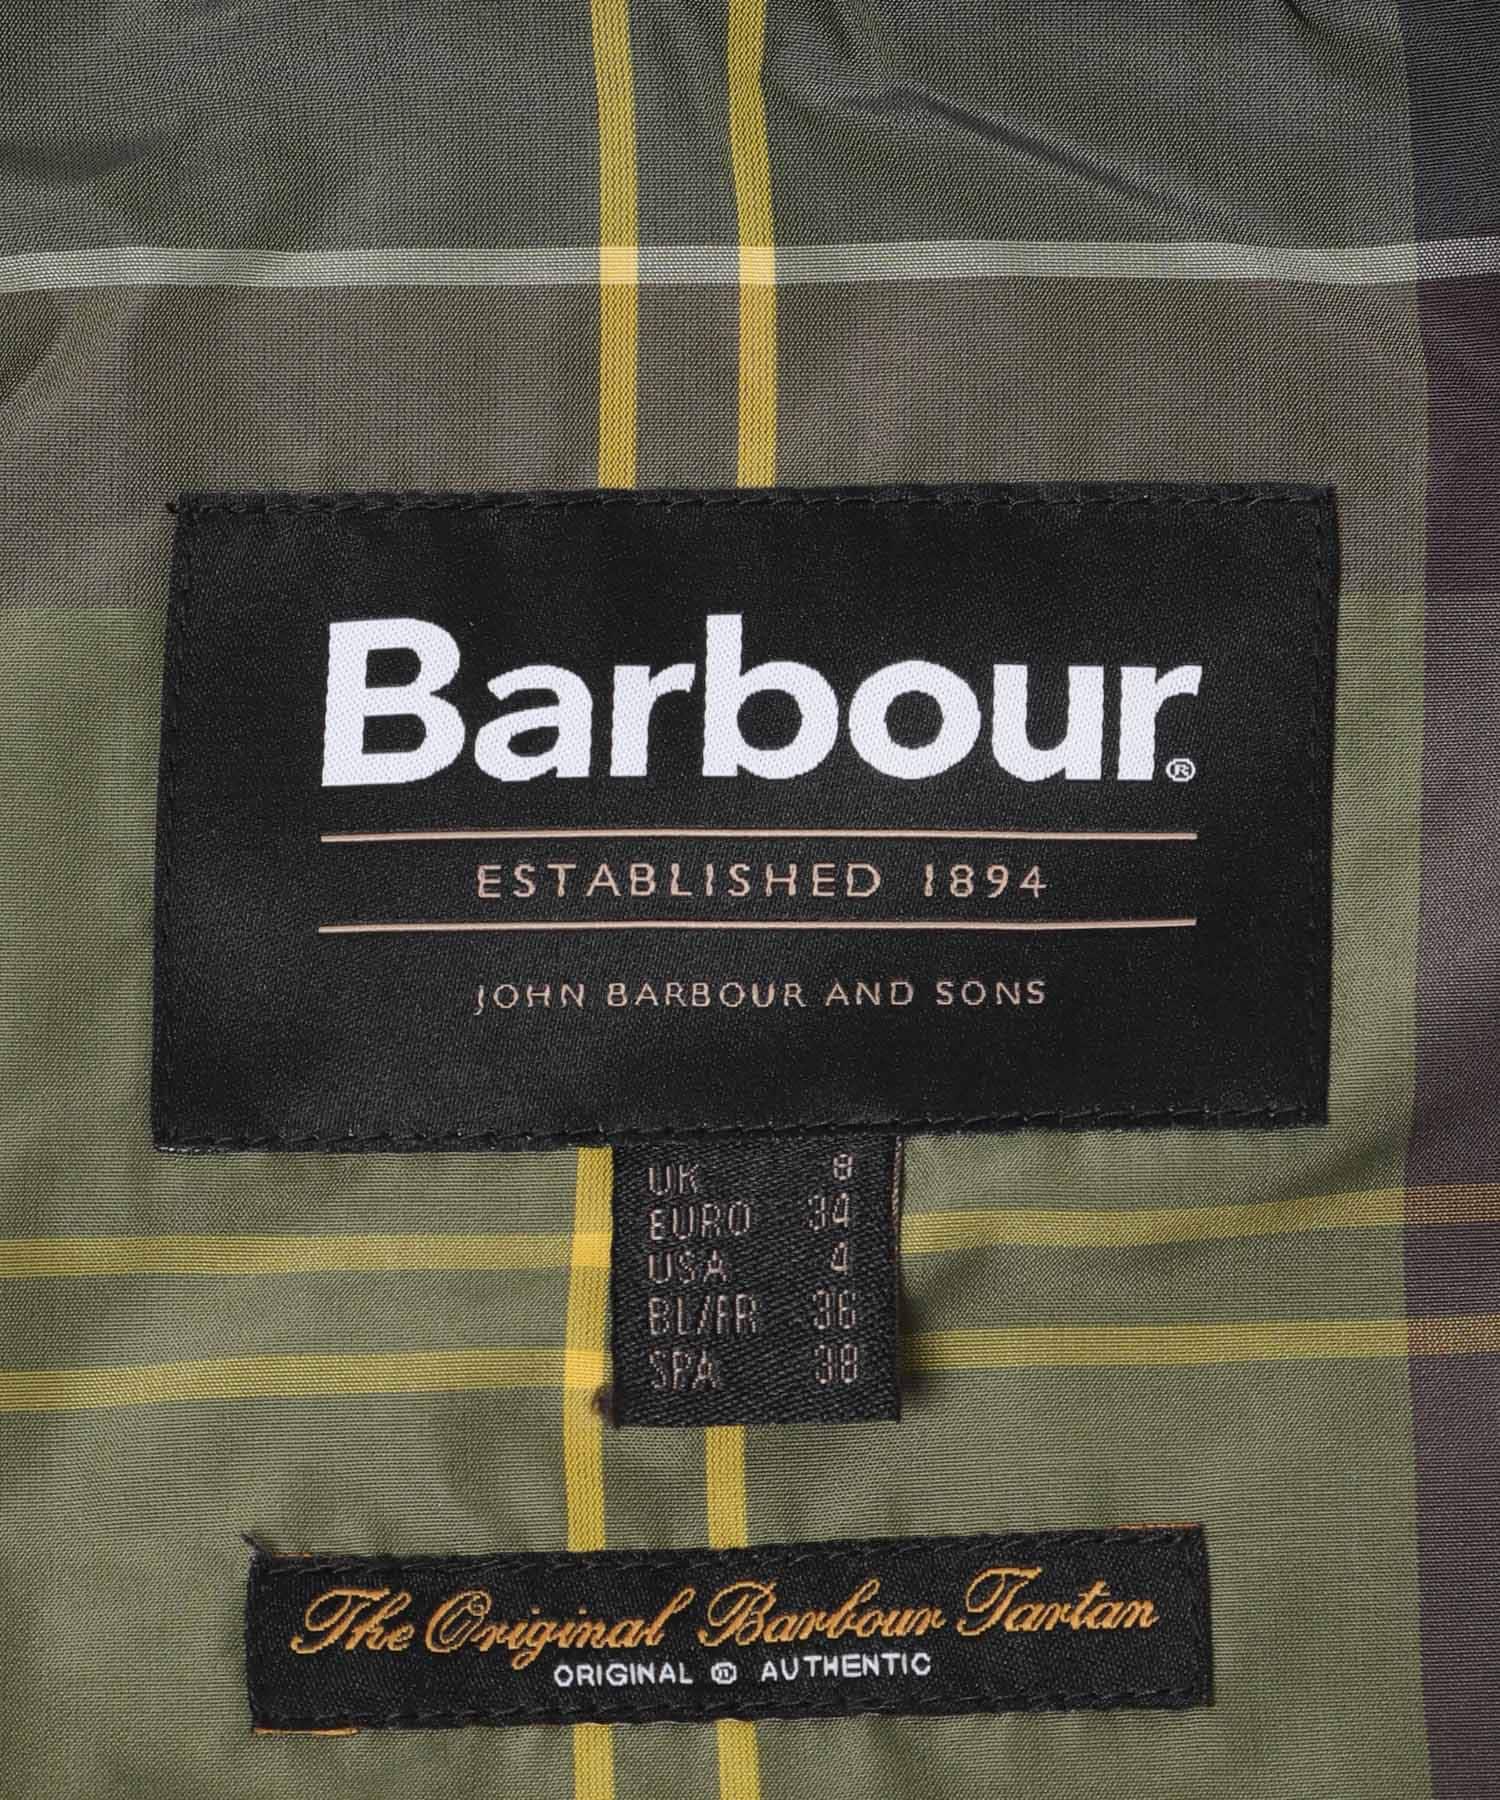 Barbour®
ESTABLISHED 1894
JOHN BARBOUR AND SONS
UK 8
EURO 34
USA 4
BL/FR 36
SPA 38
The Original Barbour Tartan
ORIGINAL ® AUTHENTIC